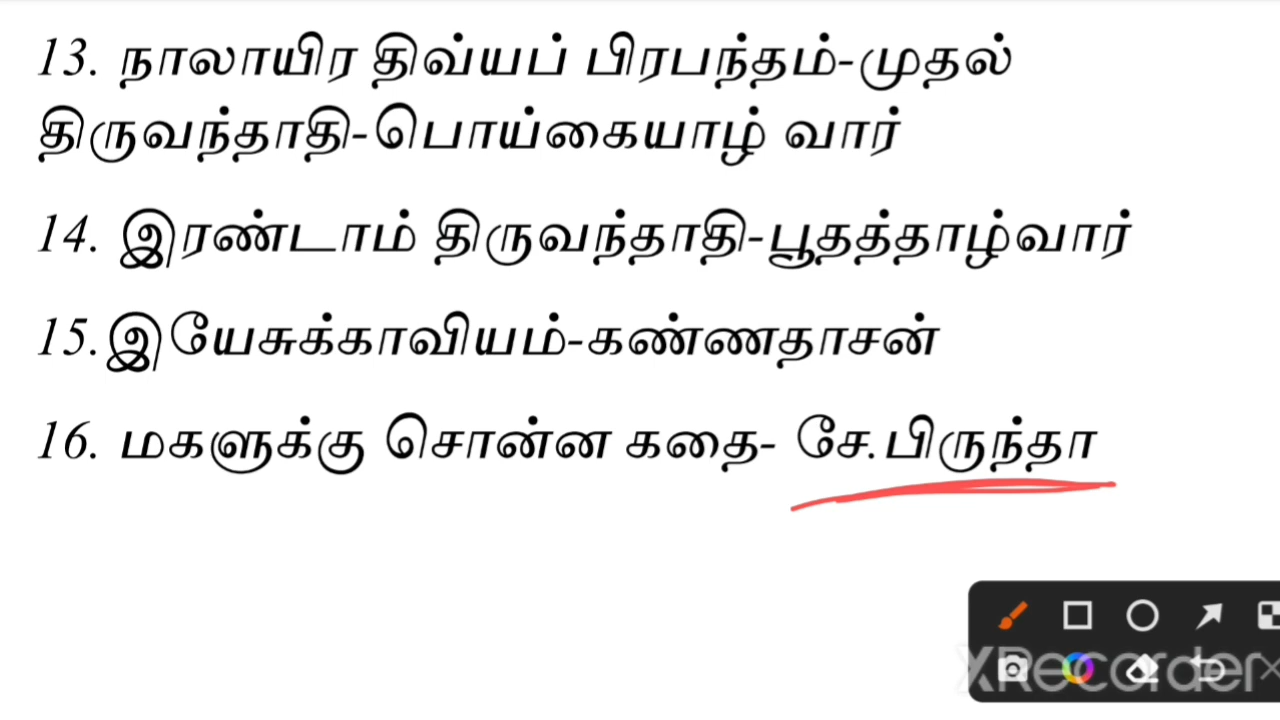 13. நாலாயிர திவ்யப் பிரபந்தம்-முதல்
திருவந்தாதி-பொய்கையாழ் வார்
14. இரண்டாம் திருவந்தாதி-பூதத்தாழ்வார்
15.இயேசுக்காவியம்-கண்ணதாசன்
16. மகளுக்கு சொன்ன கதை- சே.பிருந்தா
XRecorder